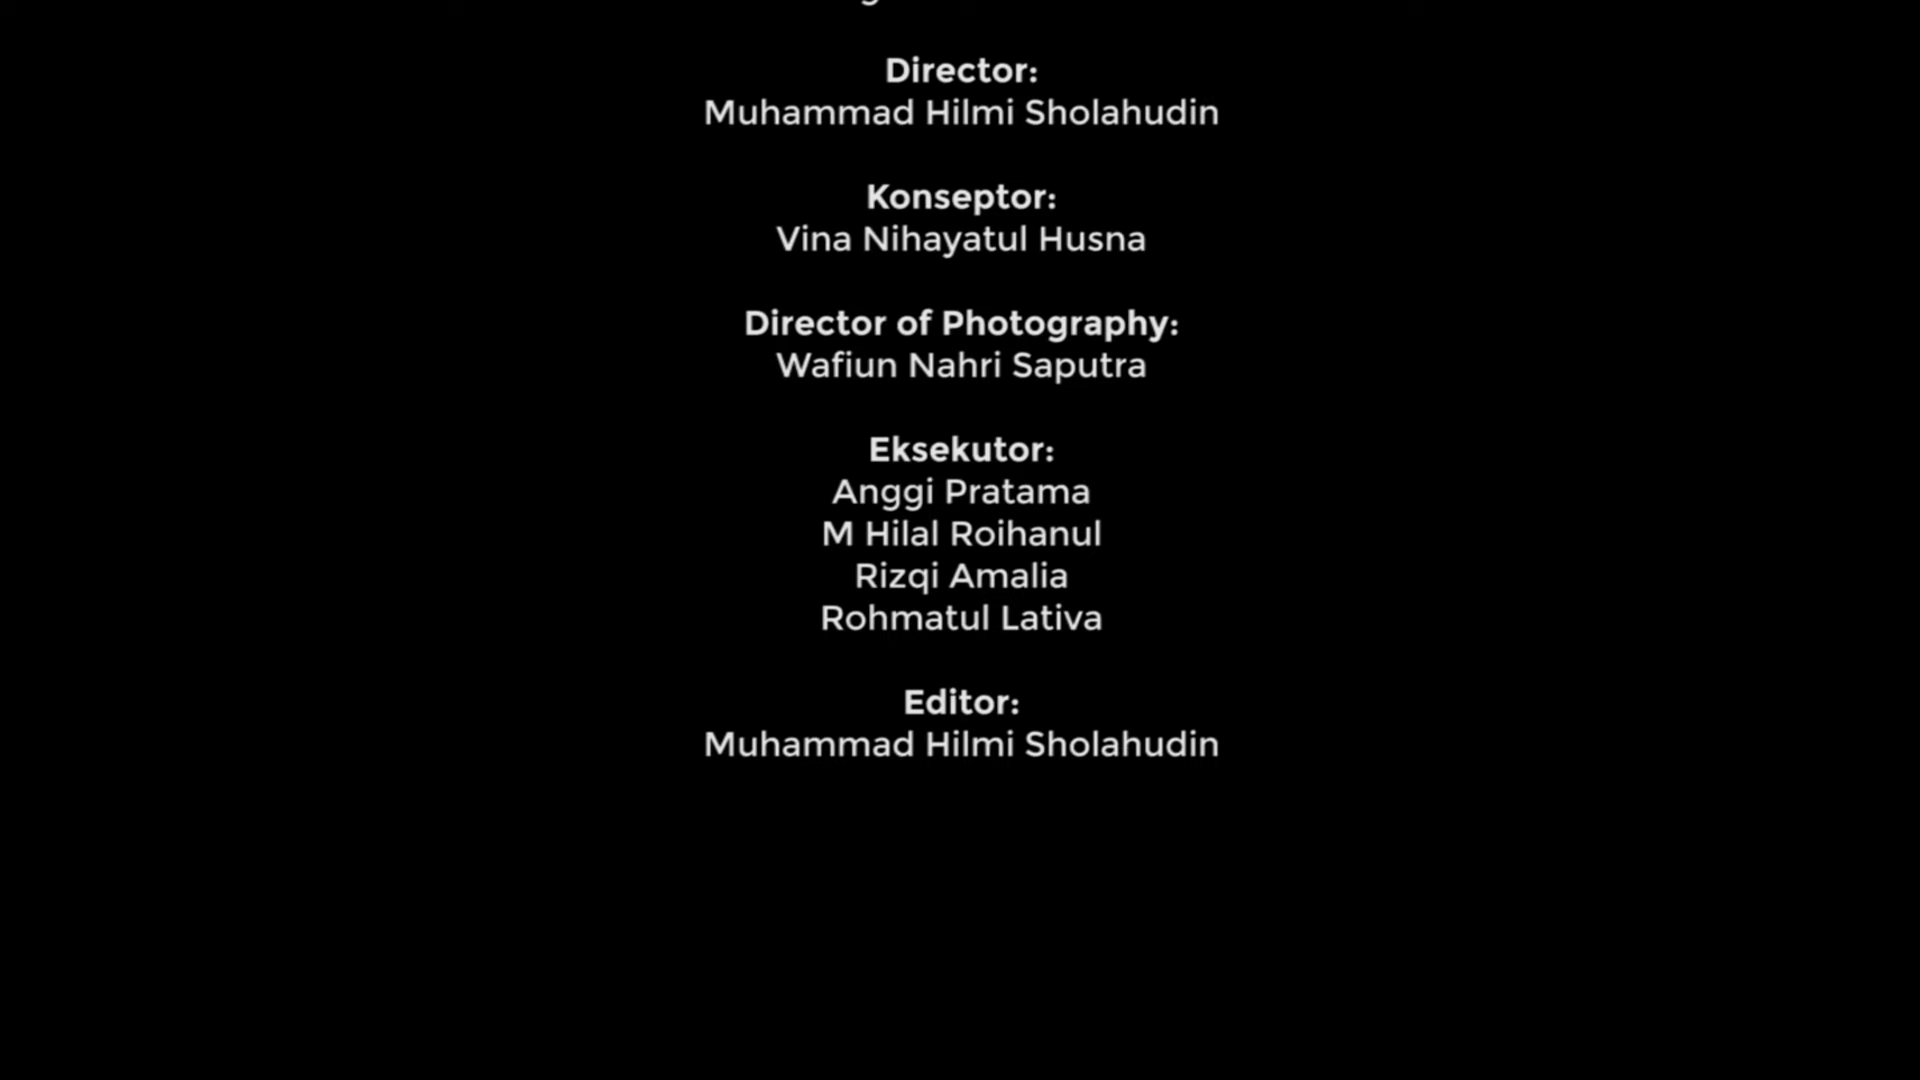 Director:
Muhammad Hilmi Sholahudin
Konseptor:
Vina Nihayatul Husna
Director of Photography:
Wafiun Nahri Saputra
Eksekutor:
Anggi Pratama
M Hilal Roihanul
Rizqi Amalia
Rohmatul Lativa
Editor:
Muhammad Hilmi Sholahudin